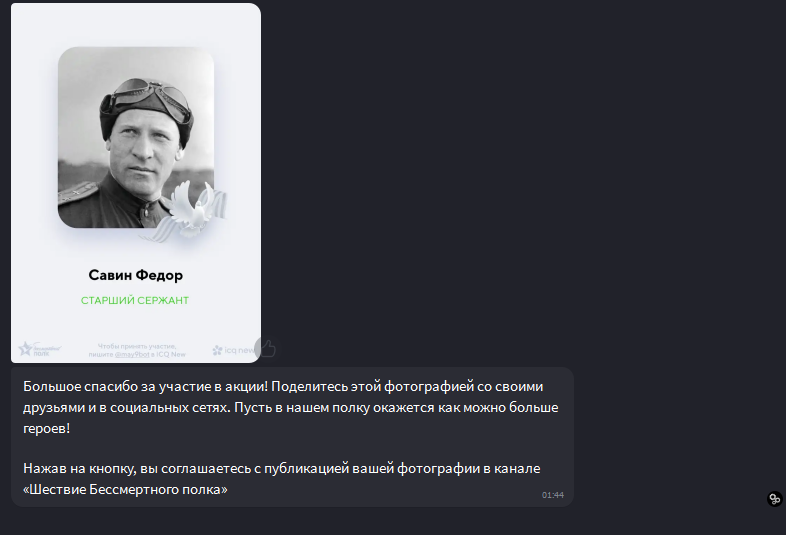 Савин Федор
СТАРШИЙ СЕРЖАНТ
Бессмертный
полк
Чтобы принять участие,
пишите @may9bot в ICQ New
icq new
Большое спасибо за участие в акции! Поделитесь этой фотографией со своими
друзьями и в социальных сетях. Пусть в нашем полку окажется как можно больше
героев!
Нажав на кнопку, вы соглашаетесь с публикацией вашей фотографии в канале
«Шествие Бессмертного полка»
01:44